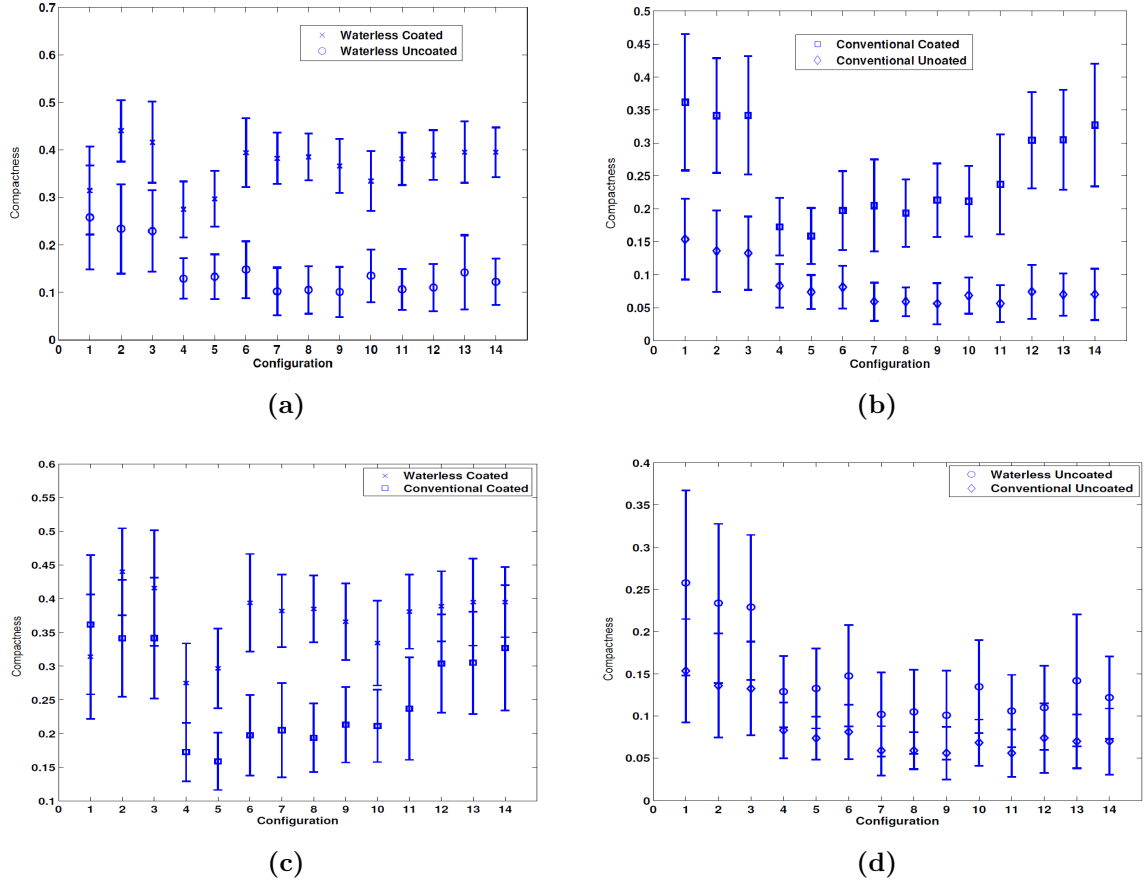 0.7
0.6
0.5
0.4
0.3
0.2
0.1
0
Compactness
Waterless Coated
Waterless Uncoated
0 1 2 3 4 5 6 7 8 9 10 11 12 13 14
Configuration
(a)
0.5
0.45
0.4
0.35
0.3
0.25
0.2
0.15
0.1
0.05
0
Compactness
Conventional Coated
Conventional Unoated
0 1 2 3 4 5 6 7 8 9 10 11 12 13 14
Configuration
(b)
0.6
0.55
0.5
0.45
0.4
0.35
0.3
0.25
0.2
0.15
0.1
Compactness
Waterless Coated
Conventional Coated
0 1 2 3 4 5 6 7 8 9 10 11 12 13 14
Configuration
(c)
0.4
0.35
0.3
0.25
0.2
0.15
0.1
0.05
0
Compactness
Waterless Uncoated
Conventional Uncoated
0 1 2 3 4 5 6 7 8 9 10 11 12 13 14
Configuration
(d)